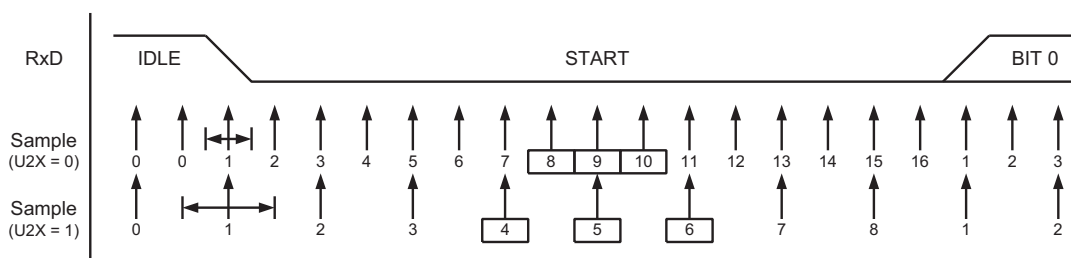 RxD IDLE START BIT 0
Sample
(U2X = 0)
0 0 1 2 3 4 5 6 7 8 9 10 11 12 13 14 15 16 1 2 3
Sample
(U2X = 1)
0 1 2 3 4 5 6 7 8 1 2